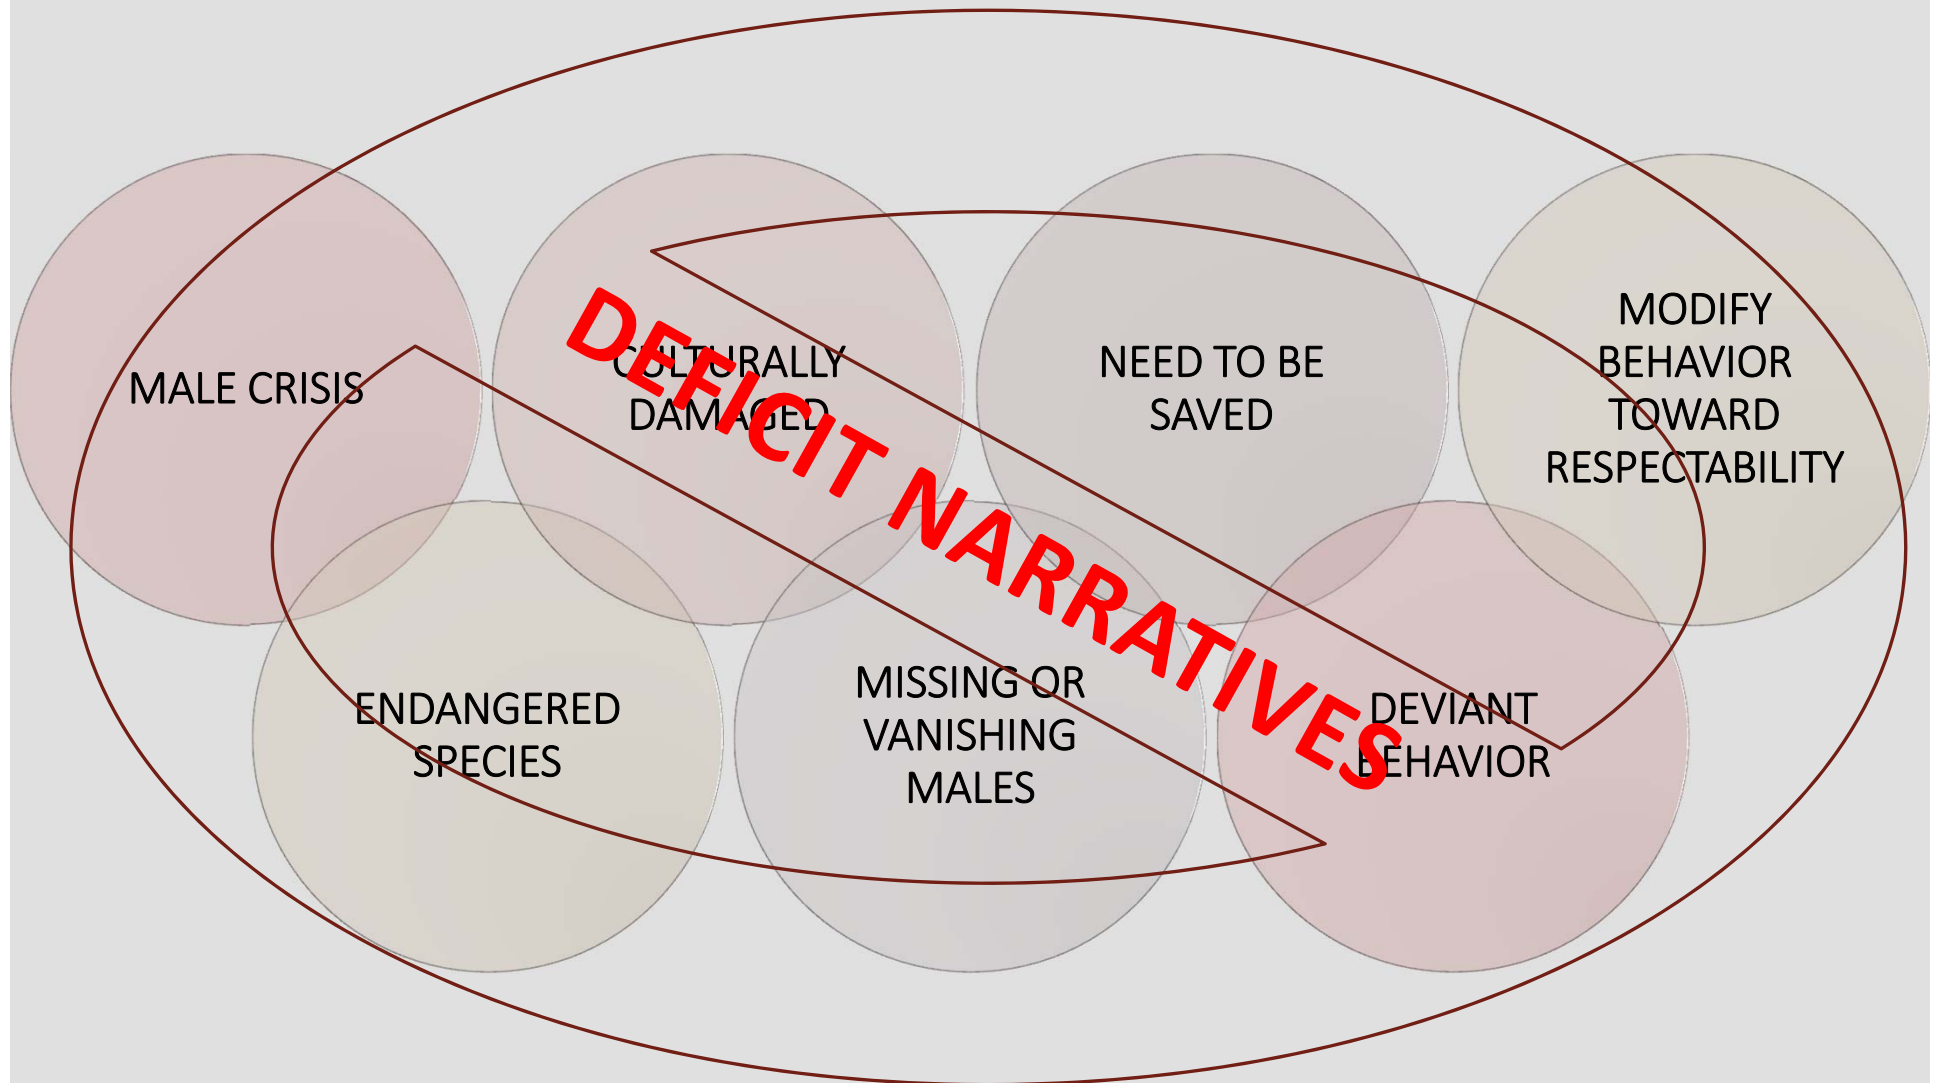 MALE CRISIS
CULTURALLY
DAMAGED
NEED TO BE
SAVED
MODIFY
BEHAVIOR
TOWARD
RESPECTABILITY
ENDANGERED
SPECIES
MISSING OR
VANISHING
MALES
DEVIANT
BEHAVIOR
DEFICIT NARRATIVES